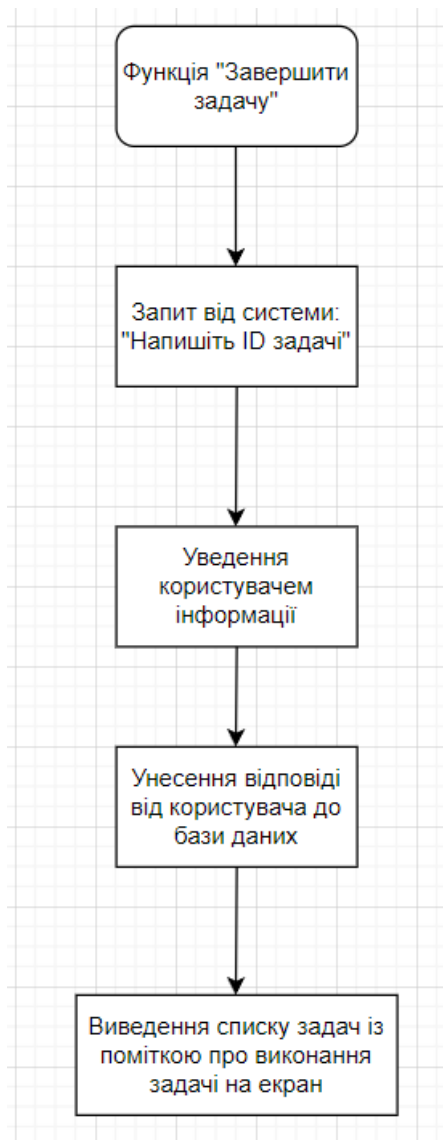 Функція "Завершити
задачу"
Запит від системи:
"Напишіть ID задачі"
Уведення
користувачем
інформації
Унесення відповіді
від користувача до
бази даних
Виведення списку задач із
поміткою про виконання
задачі на екран